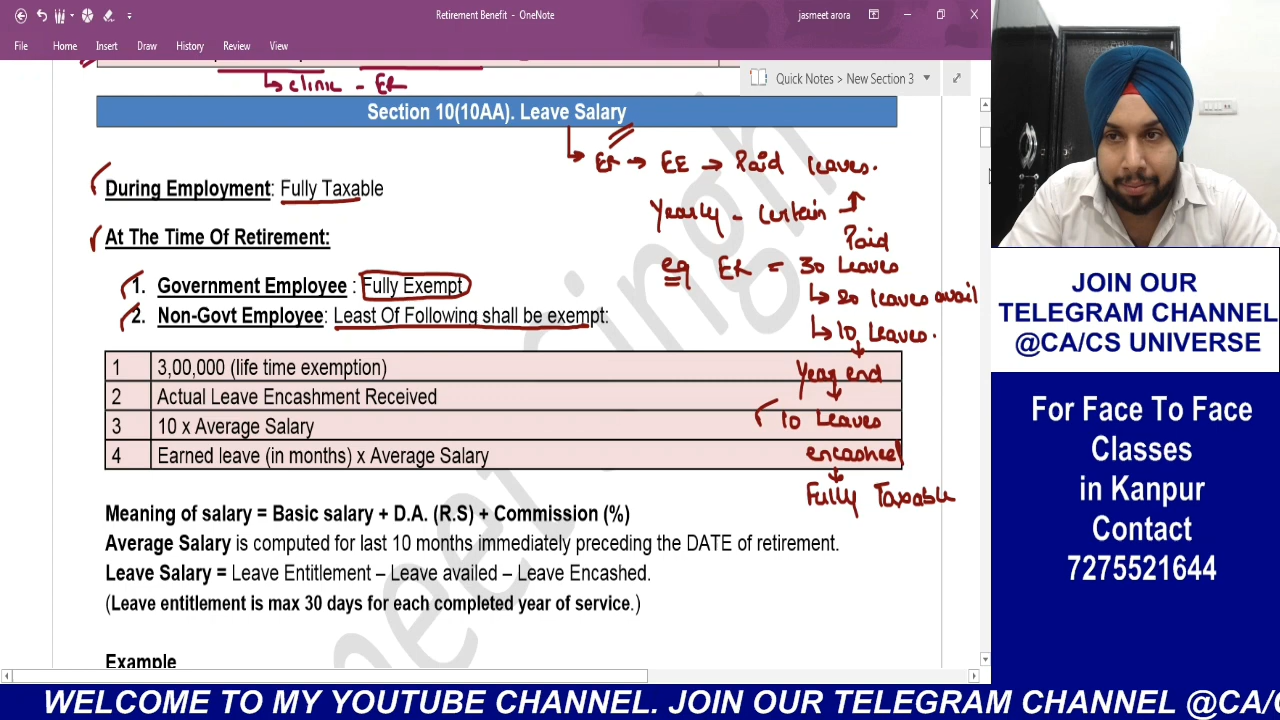 Retirement Benefit - OneNote
jasmeet arora
File Home Insert Draw History Review View
Quick Notes > New Section 3
clinic - ER
Section 10(10AA). Leave Salary
Er → EE → Paid leaves.
During Employment: Fully Taxable
Yearly - Certain
Paid
At The Time Of Retirement:
eg ER = 30 Leaves
1. Government Employee : Fully Exempt
20 leaves avail
2. Non-Govt Employee: Least Of Following shall be exempt:
10 Leaves.
1 3,00,000 (life time exemption)
Year end
2 Actual Leave Encashment Received
3 10 x Average Salary
10 Leaves
4 Earned leave (in months) x Average Salary
encashed
Fully Taxable
Meaning of salary = Basic salary + D.A. (R.S) + Commission (%)
Average Salary is computed for last 10 months immediately preceding the DATE of retirement.
Leave Salary = Leave Entitlement – Leave availed – Leave Encashed.
(Leave entitlement is max 30 days for each completed year of service.)
Example
JOIN OUR
TELEGRAM CHANNEL
@CA/CS UNIVERSE
For Face To Face
Classes
in Kanpur
Contact
7275521644
WELCOME TO MY YOUTUBE CHANNEL. JOIN OUR TELEGRAM CHANNEL @CA/C